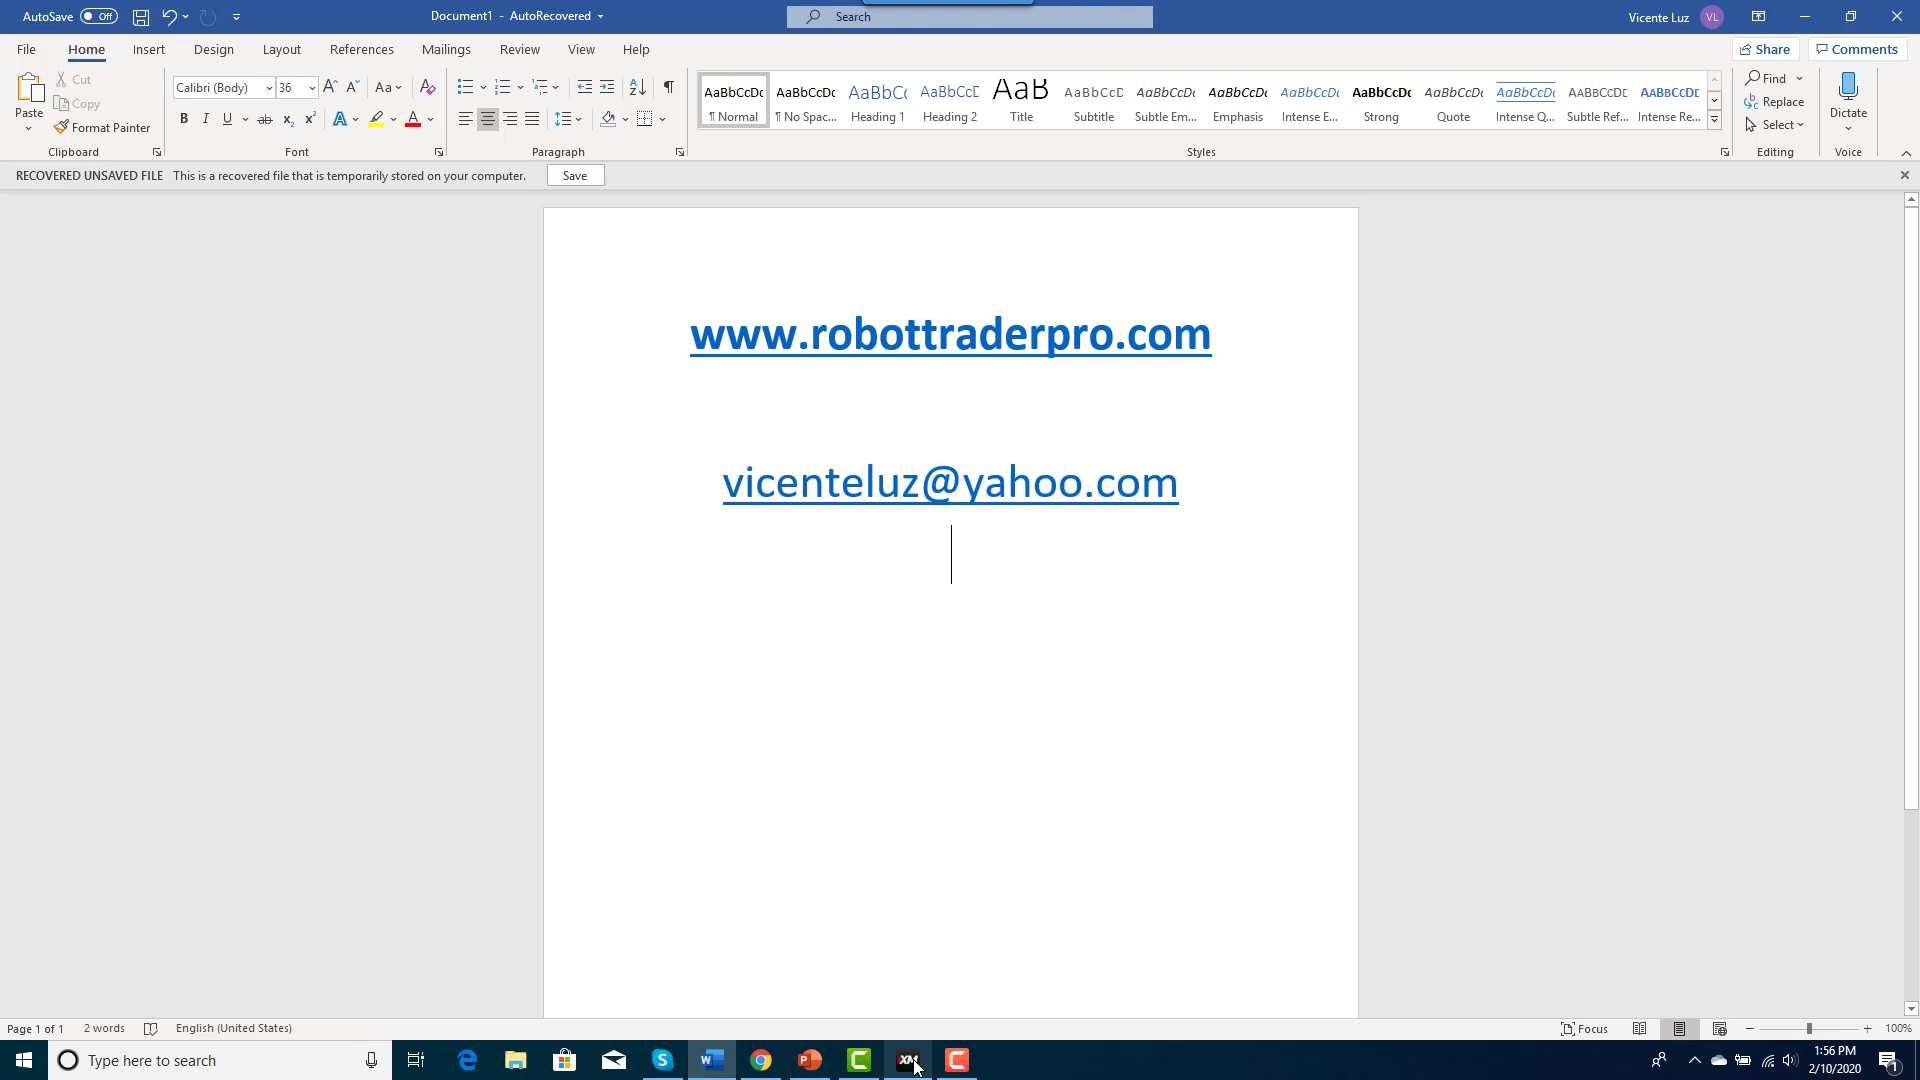 AutoSave Off Document1 - AutoRecovered Search Vicente Luz VL
File Home Insert Design Layout References Mailings Review View Help Share Comments
Paste Cut Copy Format Painter
Calibri (Body) 36
AaBbCcDc AaBbCcDc AaBbCc AaBbCcD AaB AaBbCcD AaBbCcDc AaBbCcDc AaBbCcDc AaBbCcDc AaBbCcDc AaBbCcDc AaBbCcDd AaBbCcDd
¶ Normal ¶ No Spac... Heading 1 Heading 2 Title Subtitle Subtle Em... Emphasis Intense E... Strong Quote Intense Q... Subtle Ref... Intense Re...
Find Replace Select Dictate
Clipboard Font Paragraph Styles Editing Voice
RECOVERED UNSAVED FILE This is a recovered file that is temporarily stored on your computer. Save
www.robottraderpro.com
vicenteluz@yahoo.com
Page 1 of 1 2 words English (United States) Focus 100%
Type here to search XM 1:56 PM
2/10/2020